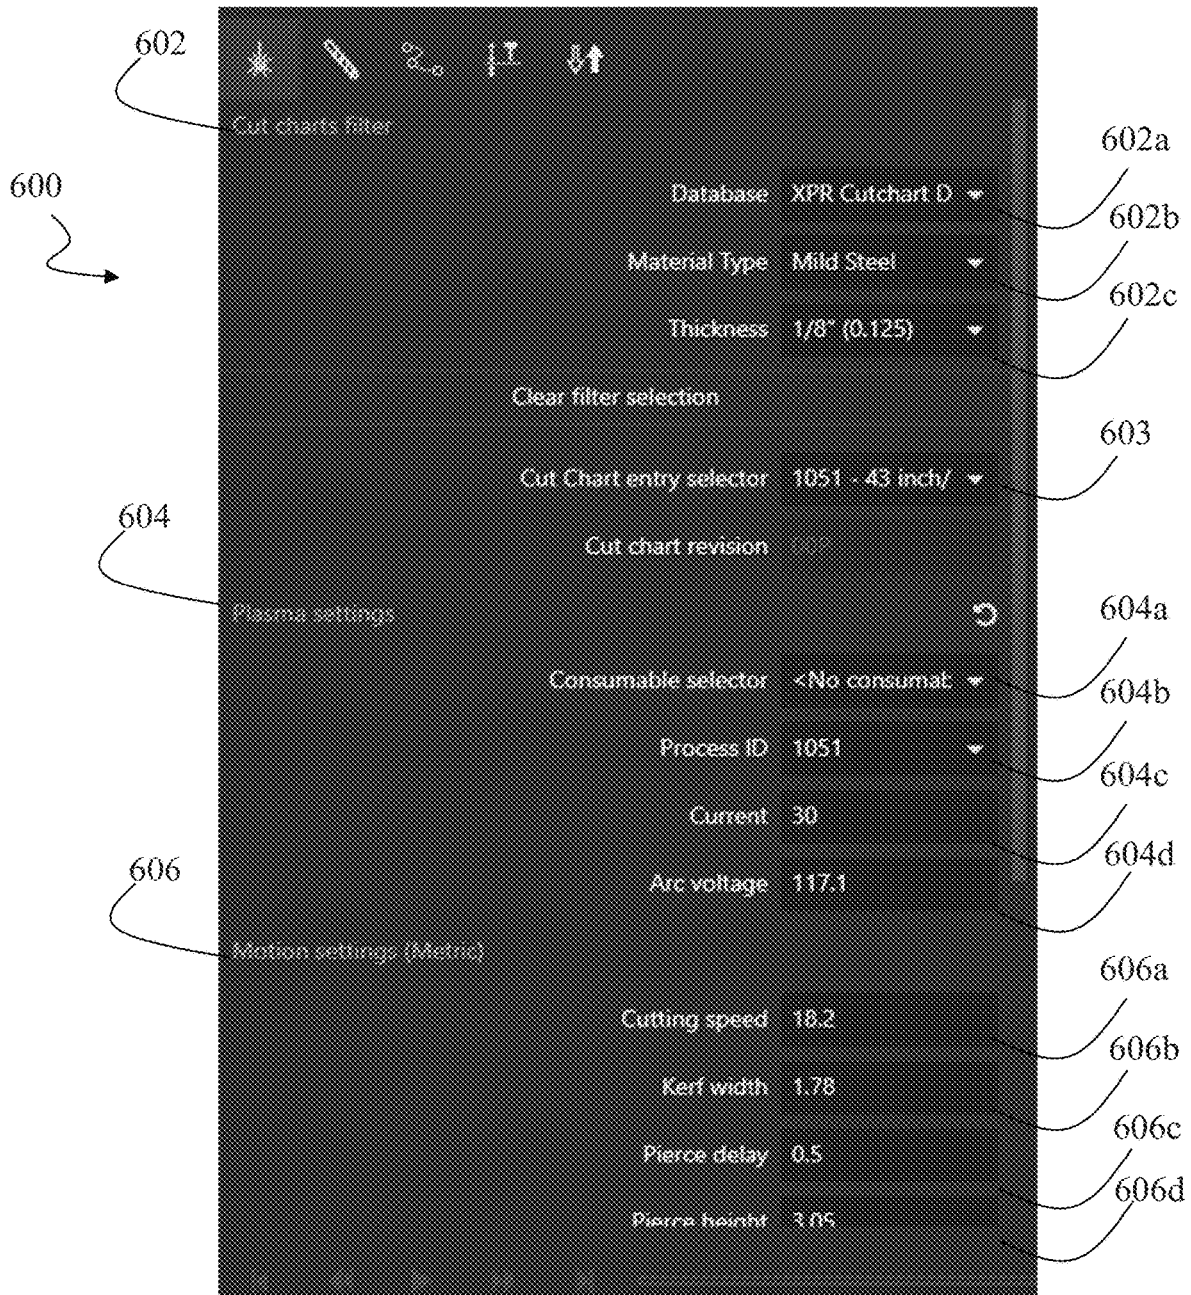 602
Cut charts filter
602a
600
Database XPR Cutchart D
602b
Material Type Mild Steel
602c
Thickness 1/8" (0.125)
Clear filter selection
603
Cut Chart entry selector 1051 - 43 inch/
604
Cut chart revision
Plasma settings
604a
Consumable selector <No consumat
604b
Process ID 1051
604c
Current 30
604d
606
Arc voltage 117.1
Motion settings (Metric)
606a
Cutting speed 18.2
606b
Kerf width 1.78
606c
Pierce delay 0.5
606d
Pierce height 3.05